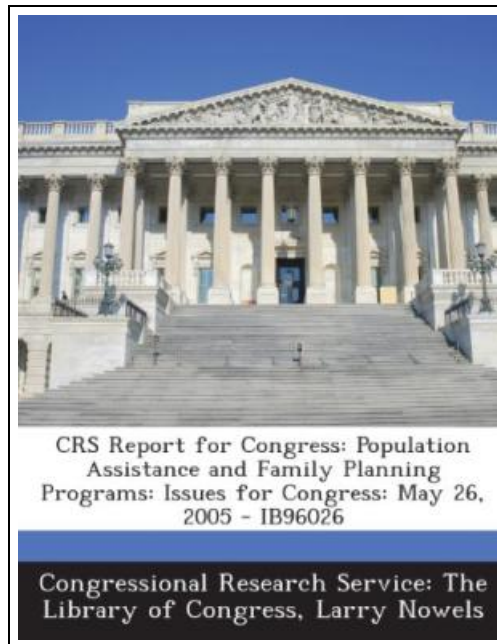 CRS Report for Congress: Population
Assistance and Family Planning
Programs: Issues for Congress: May 26,
2005 - IB96026
Congressional Research Service: The
Library of Congress, Larry Nowels